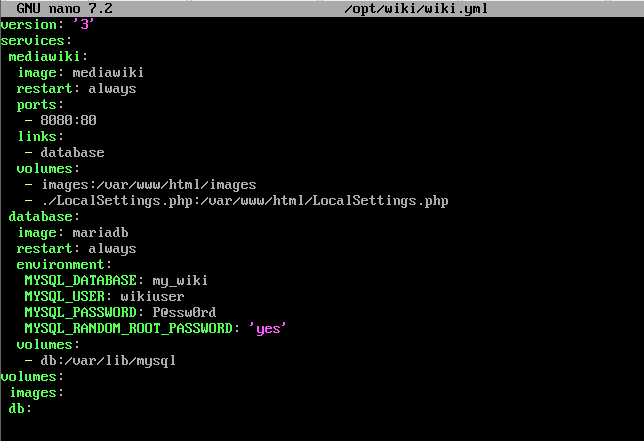 GNU nano 7.2 /opt/wiki/wiki.yml
version: '3'
services:
 mediawiki:
  image: mediawiki
  restart: always
  ports:
   - 8080:80
  links:
   - database
  volumes:
   - images:/var/www/html/images
   - ./LocalSettings.php:/var/www/html/LocalSettings.php
 database:
  image: mariadb
  restart: always
  environment:
   MYSQL_DATABASE: my_wiki
   MYSQL_USER: wikiuser
   MYSQL_PASSWORD: P@ssw0rd
   MYSQL_RANDOM_ROOT_PASSWORD: 'yes'
  volumes:
   - db:/var/lib/mysql
volumes:
 images:
 db: